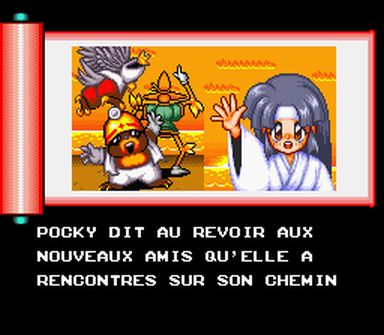 POCKY DIT AU REVOIR AUX
NOUVEAUX AMIS QU'ELLE A
RENCONTRES SUR SON CHEMIN